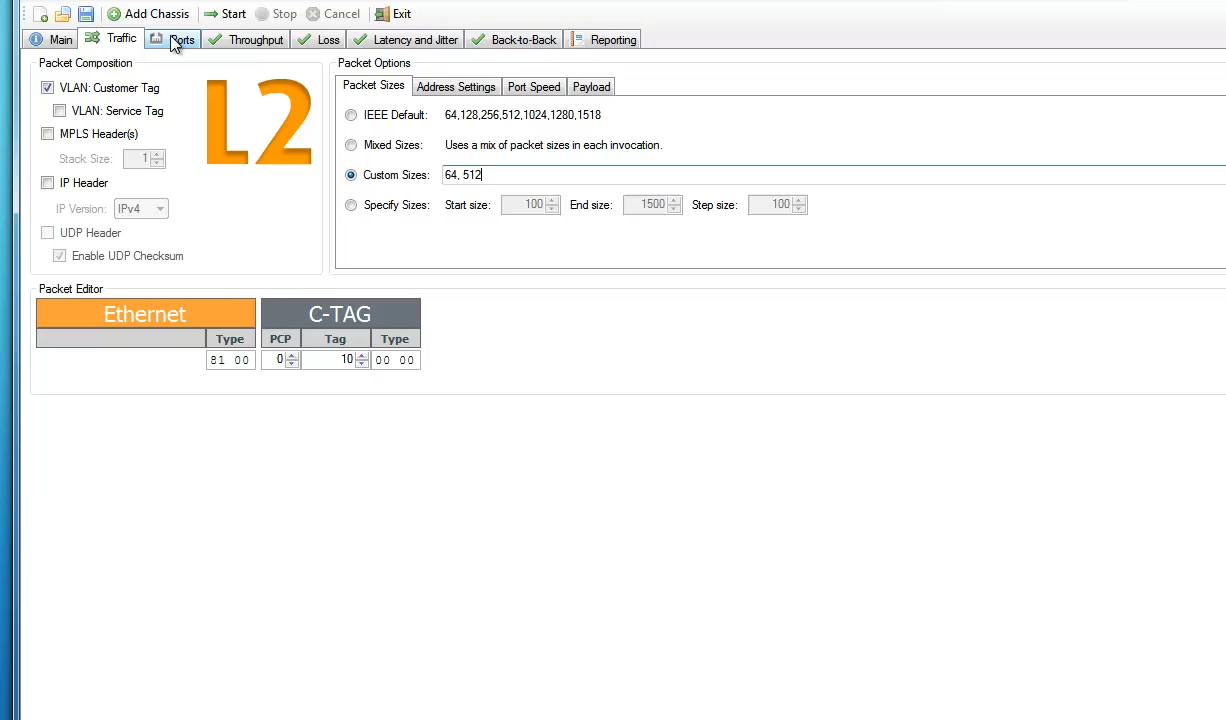 Add Chassis Start Stop Cancel Exit
Main Traffic Ports Throughput Loss Latency and Jitter Back-to-Back Reporting
Packet Composition
VLAN: Customer Tag
VLAN: Service Tag
MPLS Header(s)
Stack Size: 1
IP Header
IP Version: IPv4
UDP Header
Enable UDP Checksum
L2
Packet Options
Packet Sizes Address Settings Port Speed Payload
IEEE Default: 64,128,256,512,1024,1280,1518
Mixed Sizes: Uses a mix of packet sizes in each invocation.
Custom Sizes: 64, 512
Specify Sizes: Start size: 100 End size: 1500 Step size: 100
Packet Editor
Ethernet C-TAG
Type PCP Tag Type
81 00 0 10 00 00